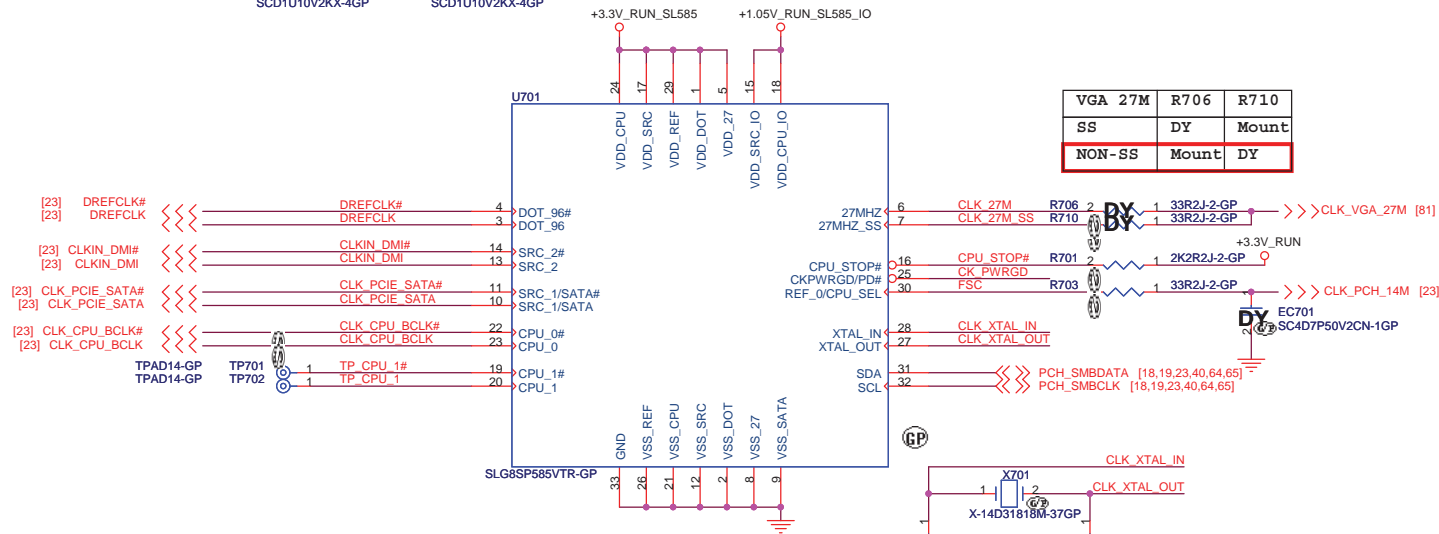 SCD1U10V2KX-4GP SCD1U10V2KX-4GP
+3.3V_RUN_SL585 +1.05V_RUN_SL585_IO
24 17 29 1 5 15 18
U701
VDD_CPU VDD_SRC VDD_REF VDD_DOT VDD_27 VDD_SRC_IO VDD_CPU_IO
VGA 27M R706 R710
SS DY Mount
NON-SS Mount DY
[23] DREFCLK# DREFCLK# 4 DOT_96#
[23] DREFCLK DREFCLK 3 DOT_96
[23] CLKIN_DMI# CLKIN_DMI# 14 SRC_2#
[23] CLKIN_DMI CLKIN_DMI 13 SRC_2
[23] CLK_PCIE_SATA# CLK_PCIE_SATA# 11 SRC_1/SATA#
[23] CLK_PCIE_SATA CLK_PCIE_SATA 10 SRC_1/SATA
[23] CLK_CPU_BCLK# CLK_CPU_BCLK# 22 CPU_0#
[23] CLK_CPU_BCLK CLK_CPU_BCLK 23 CPU_0
TPAD14-GP TP701 1 TP_CPU_1# 19 CPU_1#
TPAD14-GP TP702 1 TP_CPU_1 20 CPU_1
27MHZ 6 CLK_27M R706 2 DY 1 33R2J-2-GP
27MHZ_SS 7 CLK_27M_SS R710 DY 1 33R2J-2-GP
CLK_VGA_27M [81]
+3.3V_RUN
CPU_STOP# 16 CPU_STOP# R701 2 1 2K2R2J-2-GP
CKPWRGD/PD# 25 CK_PWRGD
REF_0/CPU_SEL 30 FSC R703 1 33R2J-2-GP CLK_PCH_14M [23]
1
EC701
DY
SC4D7P50V2CN-1GP
2
XTAL_IN 28 CLK_XTAL_IN
XTAL_OUT 27 CLK_XTAL_OUT
SDA 31 PCH_SMBDATA [18,19,23,40,64,65]
SCL 32 PCH_SMBCLK [18,19,23,40,64,65]
GND VSS_REF VSS_CPU VSS_SRC VSS_DOT VSS_27 VSS_SATA
GP
SLG8SP585VTR-GP
33 26 21 12 2 8 9
CLK_XTAL_IN
X701
1 2 CLK_XTAL_OUT
X-14D31818M-37GP
1 1